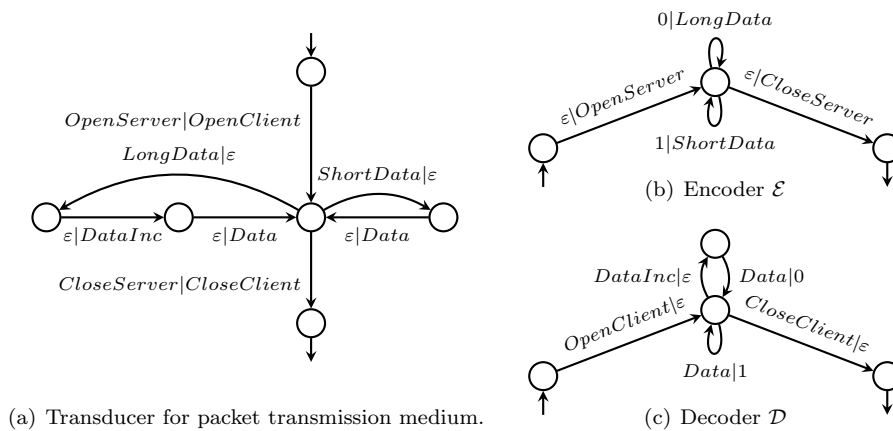 OpenServer|OpenClient
LongData|ε
ShortData|ε
ε|DataInc
ε|Data
ε|Data
CloseServer|CloseClient
(a) Transducer for packet transmission medium.
0|LongData
ε|OpenServer
ε|CloseServer
1|ShortData
(b) Encoder ℰ
DataInc|ε
Data|0
OpenClient|ε
CloseClient|ε
Data|1
(c) Decoder 𝒟